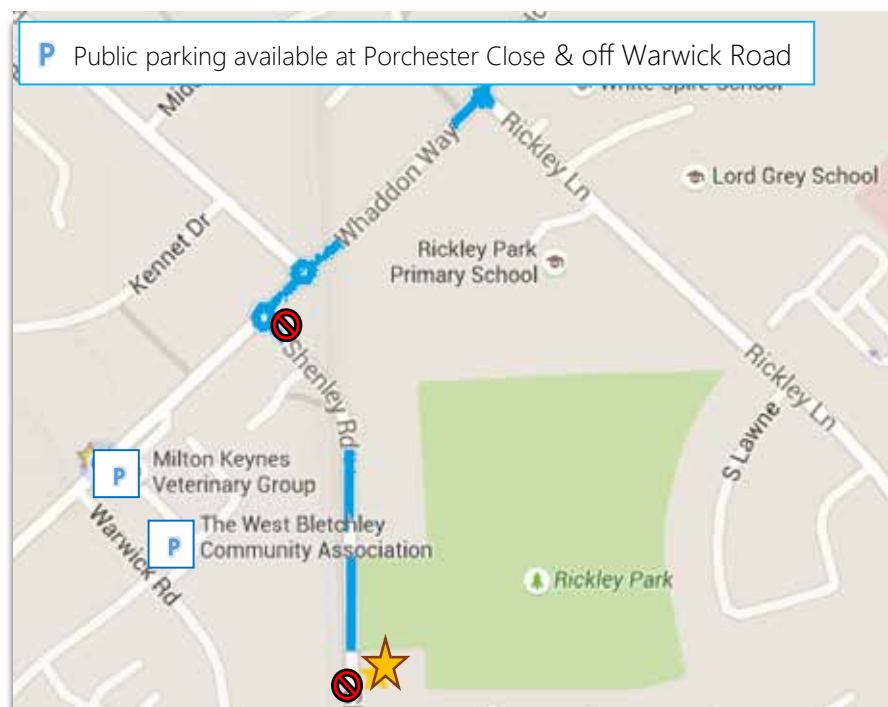 P Public parking available at Porchester Close & off Warwick Road
White Spire School
Whaddon Way
Rickley Ln
Lord Grey School
Kennet Dr
Rickley Park
Primary School
Shenley Rd
Rickley Ln
S Lawne
P
Milton Keynes
Veterinary Group
Warwick Rd
P
The West Bletchley
Community Association
Rickley Park